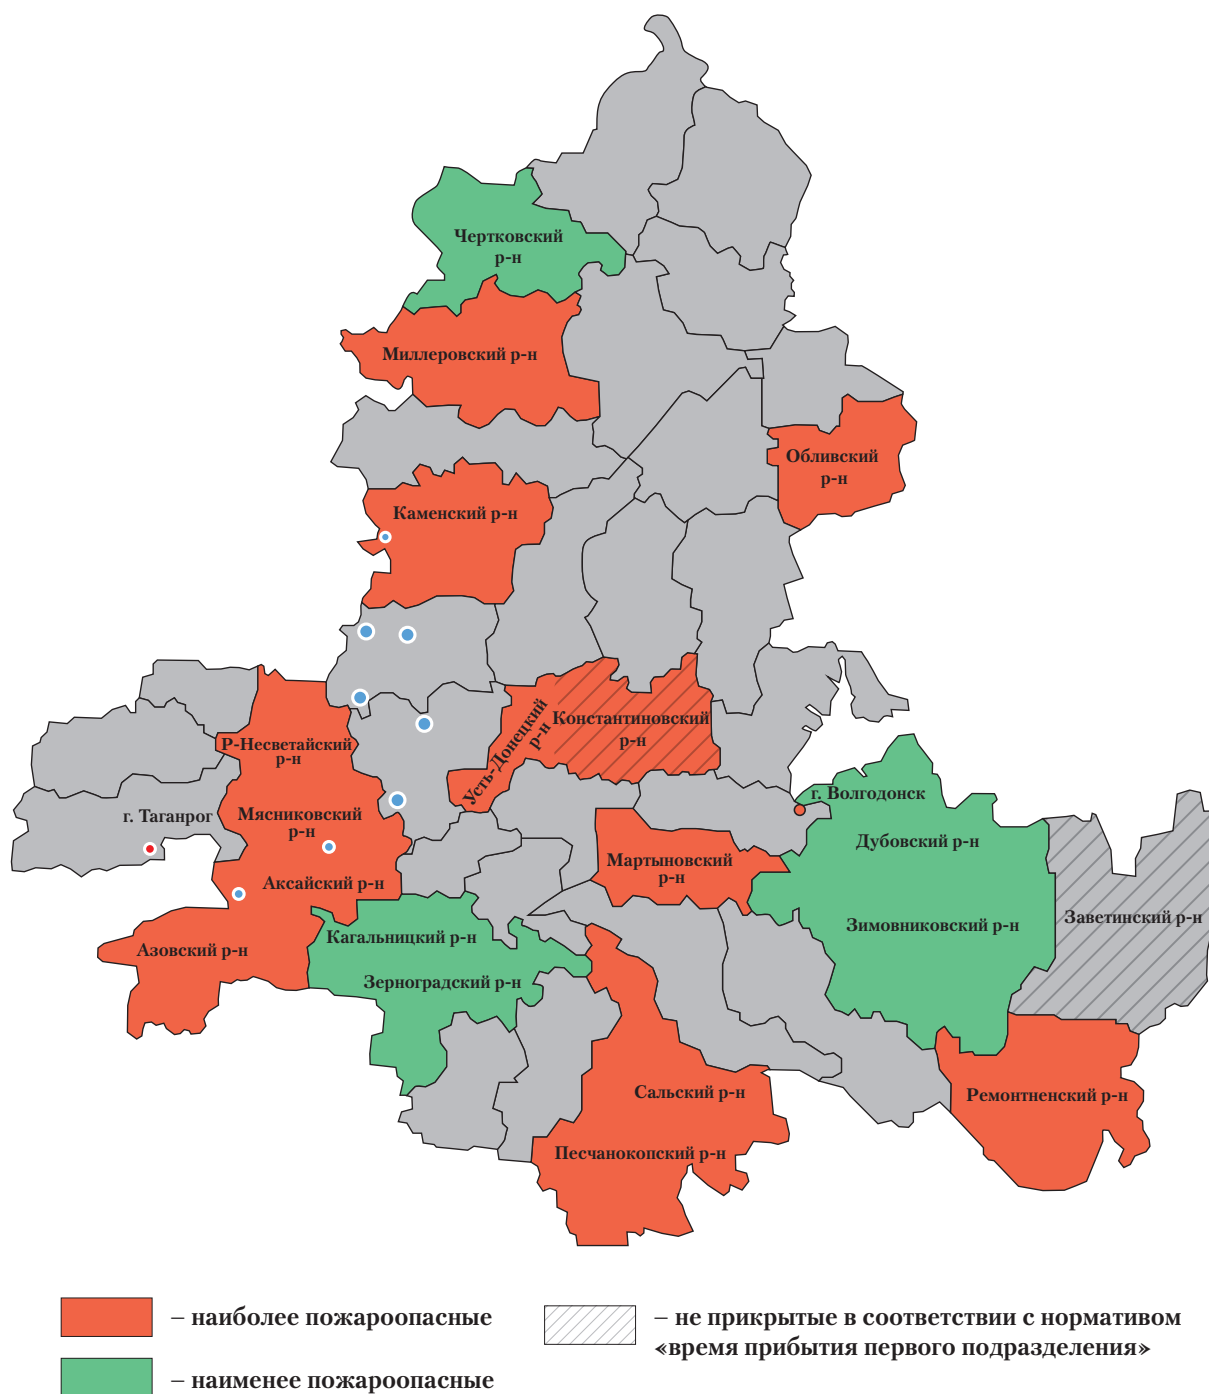 Чертковский
р-н
Миллеровский р-н
Обливский
р-н
Каменский р-н
Усть-Донецкий
р-н
Константиновский
р-н
Р-Несветайский
р-н
г. Таганрог
Мясниковский
р-н
г. Волгодонск
Дубовский р-н
Мартыновский
р-н
Аксайский р-н
Заветинский р-н
Зимовниковский р-н
Кагальницкий р-н
Азовский р-н
Зерноградский р-н
Сальский р-н
Ремонтненский р-н
Песчанокопский р-н
– наиболее пожароопасные
– наименее пожароопасные
– не прикрытые в соответствии с нормативом
«время прибытия первого подразделения»